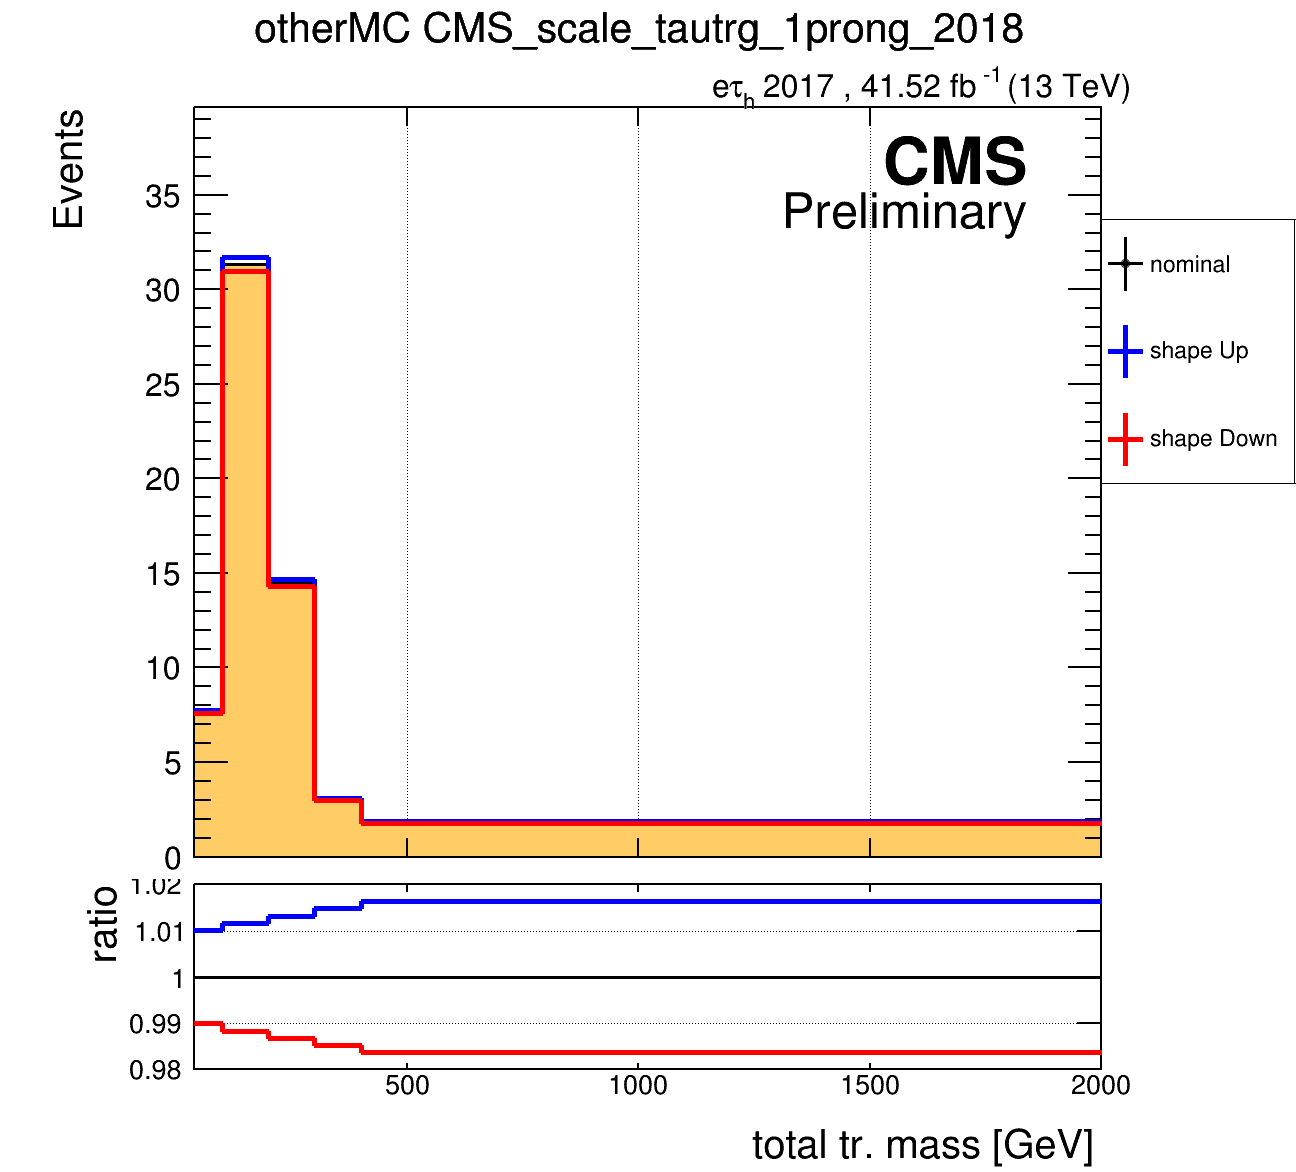 otherMC CMS_scale_tautrg_1prong_2018
eτh 2017 , 41.52 fb -1 (13 TeV)
Events
CMS
Preliminary
35
30
25
20
15
10
5
0
nominal
shape Up
shape Down
ratio
1.02
1.01
1
0.99
0.98
500 1000 1500 2000
total tr. mass [GeV]